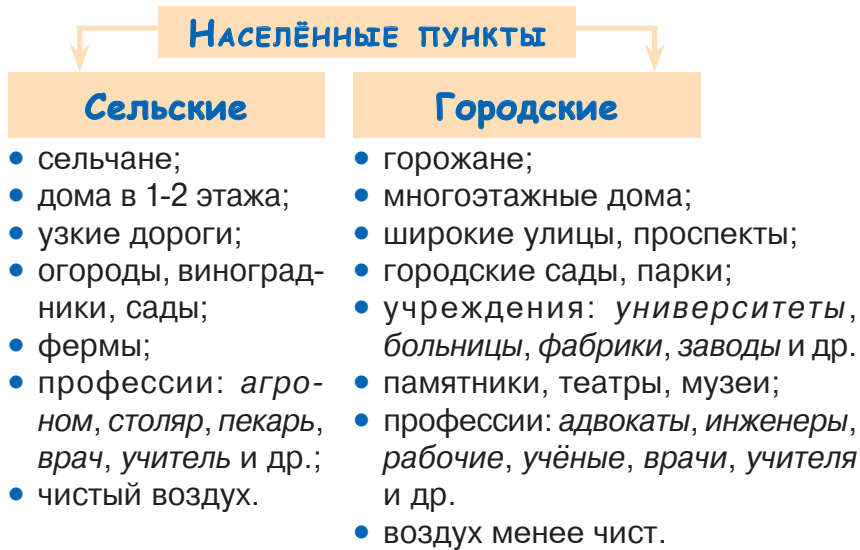 Населённые пункты
Сельские
• сельчане;
• дома в 1-2 этажа;
• узкие дороги;
• огороды, виноград-
ники, сады;
• фермы;
• профессии: агро-
ном, столяр, пекарь,
врач, учитель и др.;
• чистый воздух.
Городские
• горожане;
• многоэтажные дома;
• широкие улицы, проспекты;
• городские сады, парки;
• учреждения: университеты,
больницы, фабрики, заводы и др.
• памятники, театры, музеи;
• профессии: адвокаты, инженеры,
рабочие, учёные, врачи, учителя
и др.
• воздух менее чист.